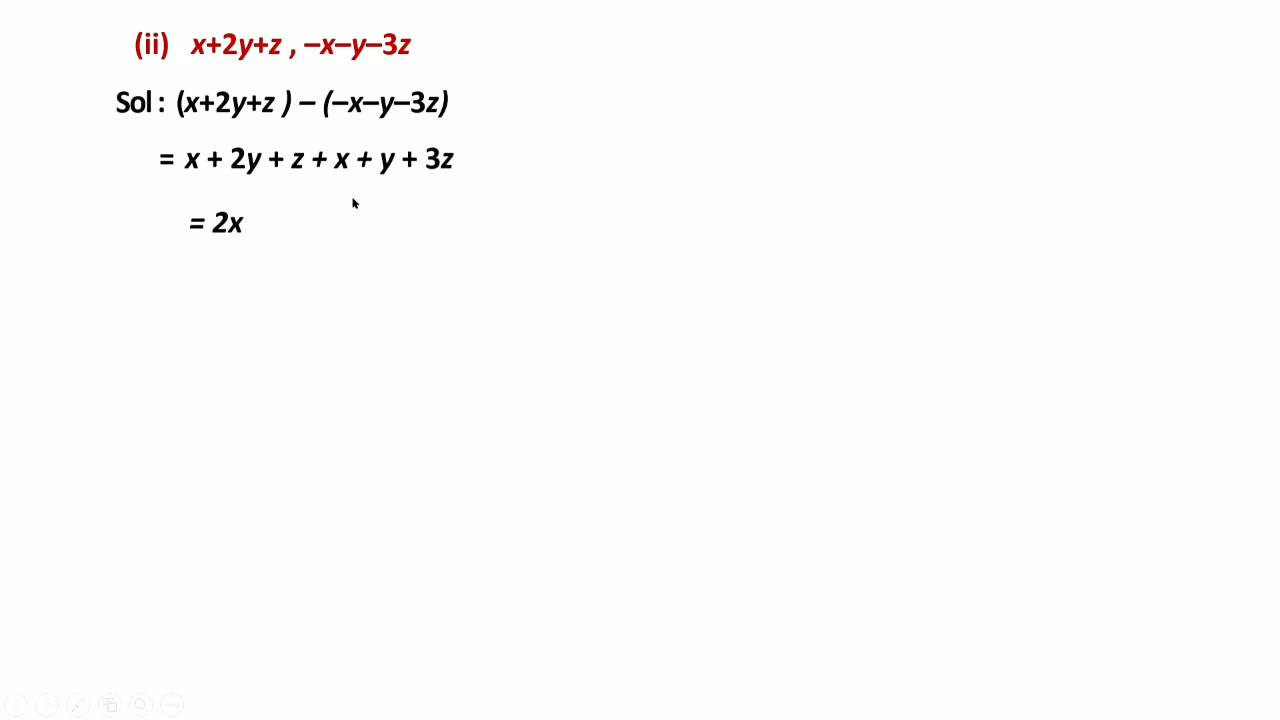 (ii) x+2y+z , –x–y–3z
Sol : (x+2y+z ) – (–x–y–3z)
= x + 2y + z + x + y + 3z
= 2x